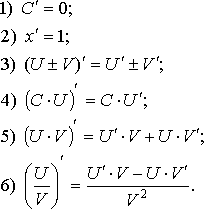 1) C′ = 0;
2) x′ = 1;
3) (U ± V)′ = U′ ± V′;
4) (C · U)′ = C · U′;
5) (U · V)′ = U′ · V + U · V′;
6) (U/V)′ = (U′ · V − U · V′)/V².